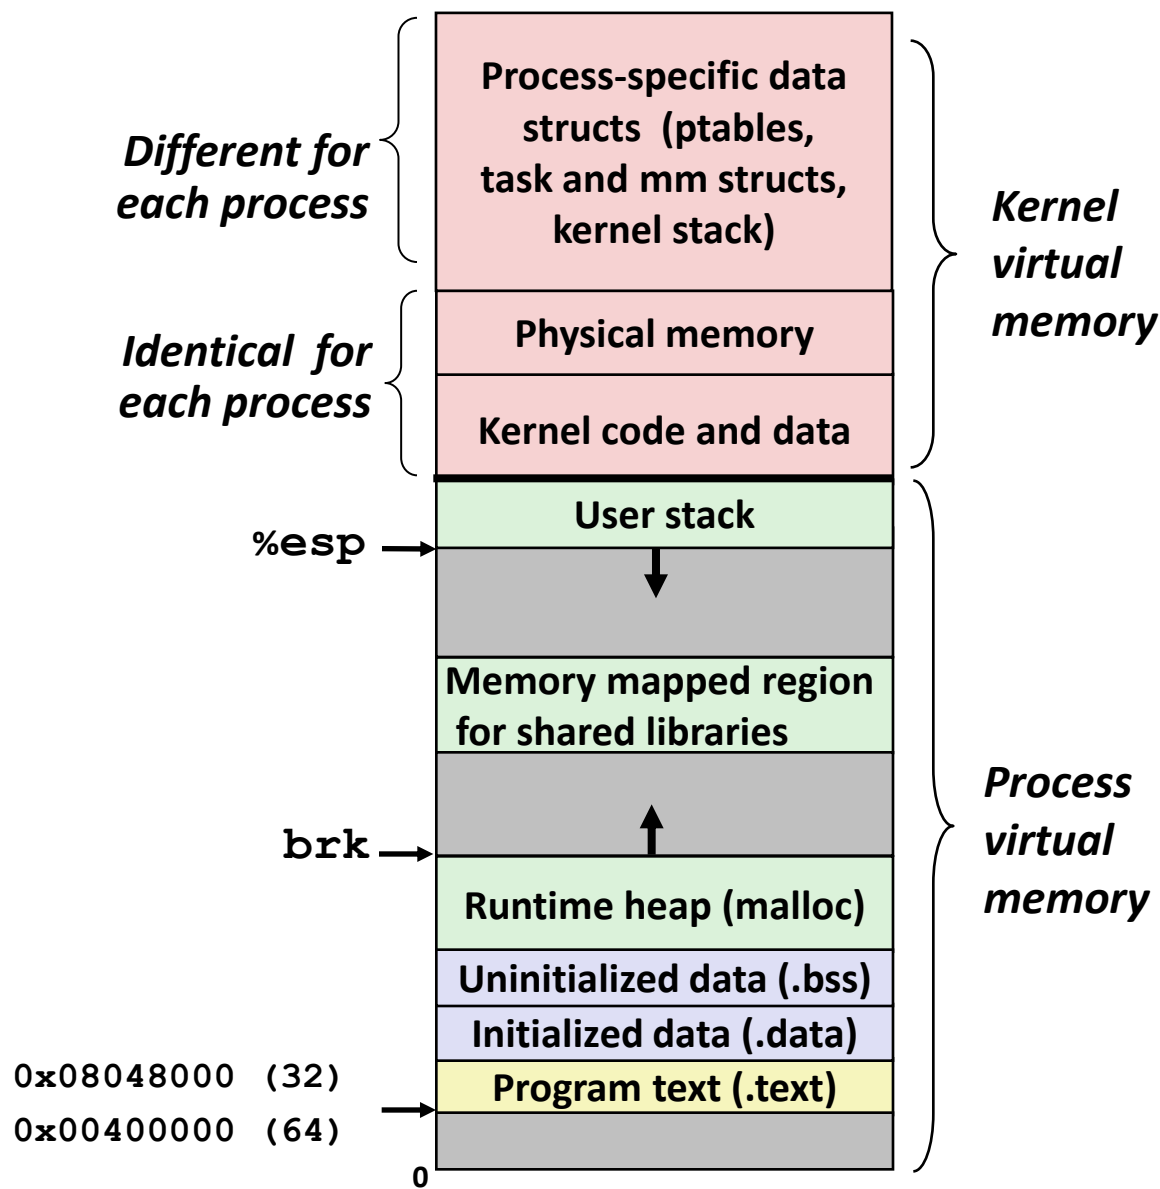 Process-specific data
structs (ptables,
task and mm structs,
kernel stack)
Different for
each process
Kernel
virtual
memory
Physical memory
Identical for
each process
Kernel code and data
User stack
%esp
Memory mapped region
for shared libraries
Process
virtual
memory
brk
Runtime heap (malloc)
Uninitialized data (.bss)
Initialized data (.data)
0x08048000 (32)
Program text (.text)
0x00400000 (64)
0